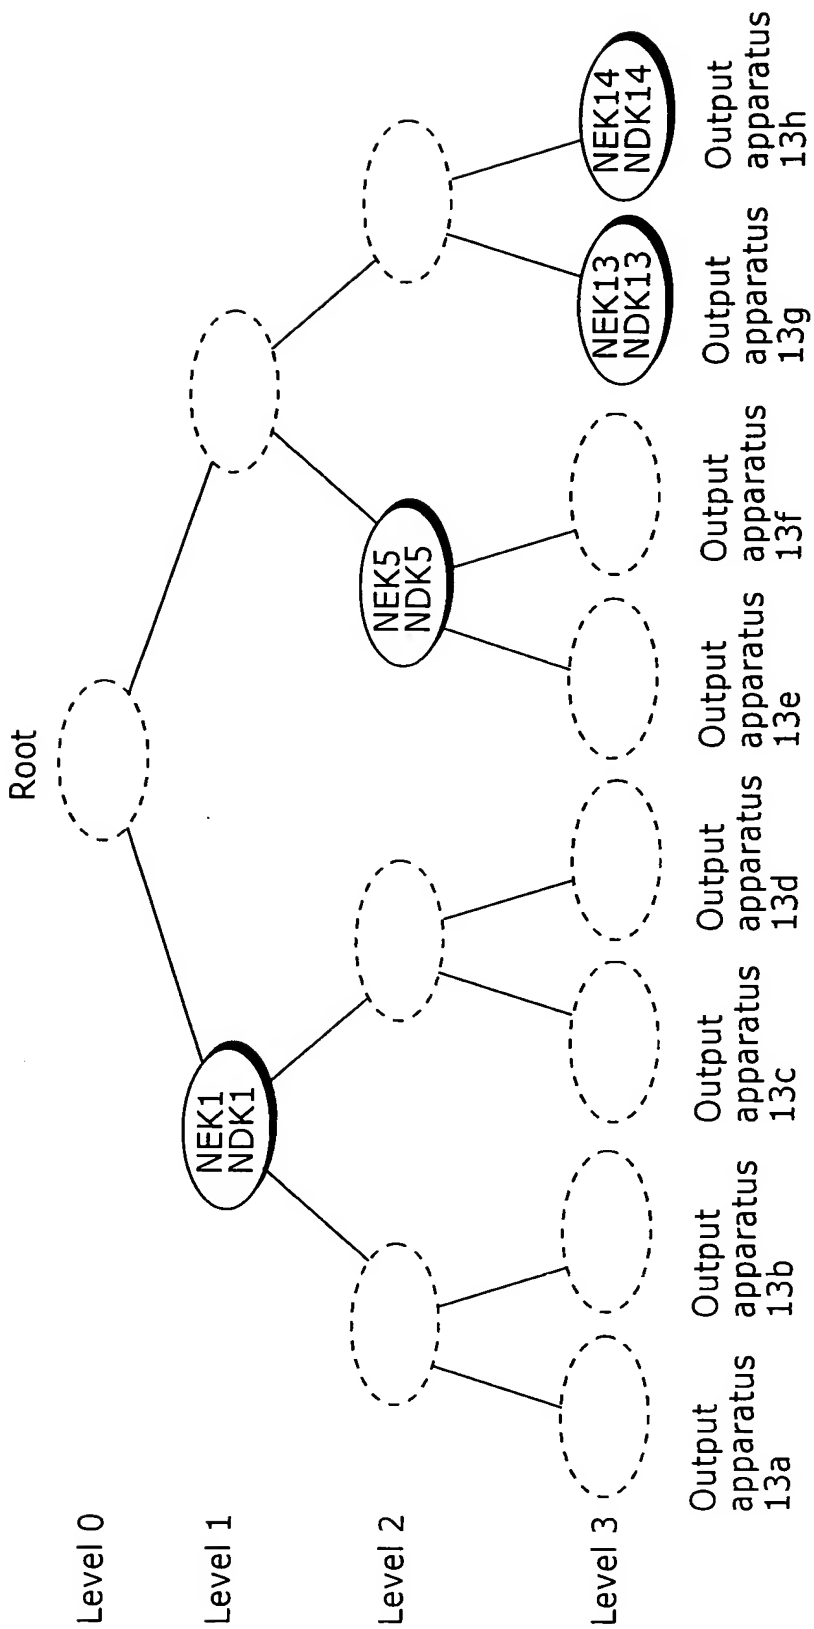 Root
Level 0
Level 1
NEK1
NDK1
Level 2
NEK5
NDK5
Level 3
NEK13
NDK13
NEK14
NDK14
Output
apparatus
13a
Output
apparatus
13b
Output
apparatus
13c
Output
apparatus
13d
Output
apparatus
13e
Output
apparatus
13f
Output
apparatus
13g
Output
apparatus
13h